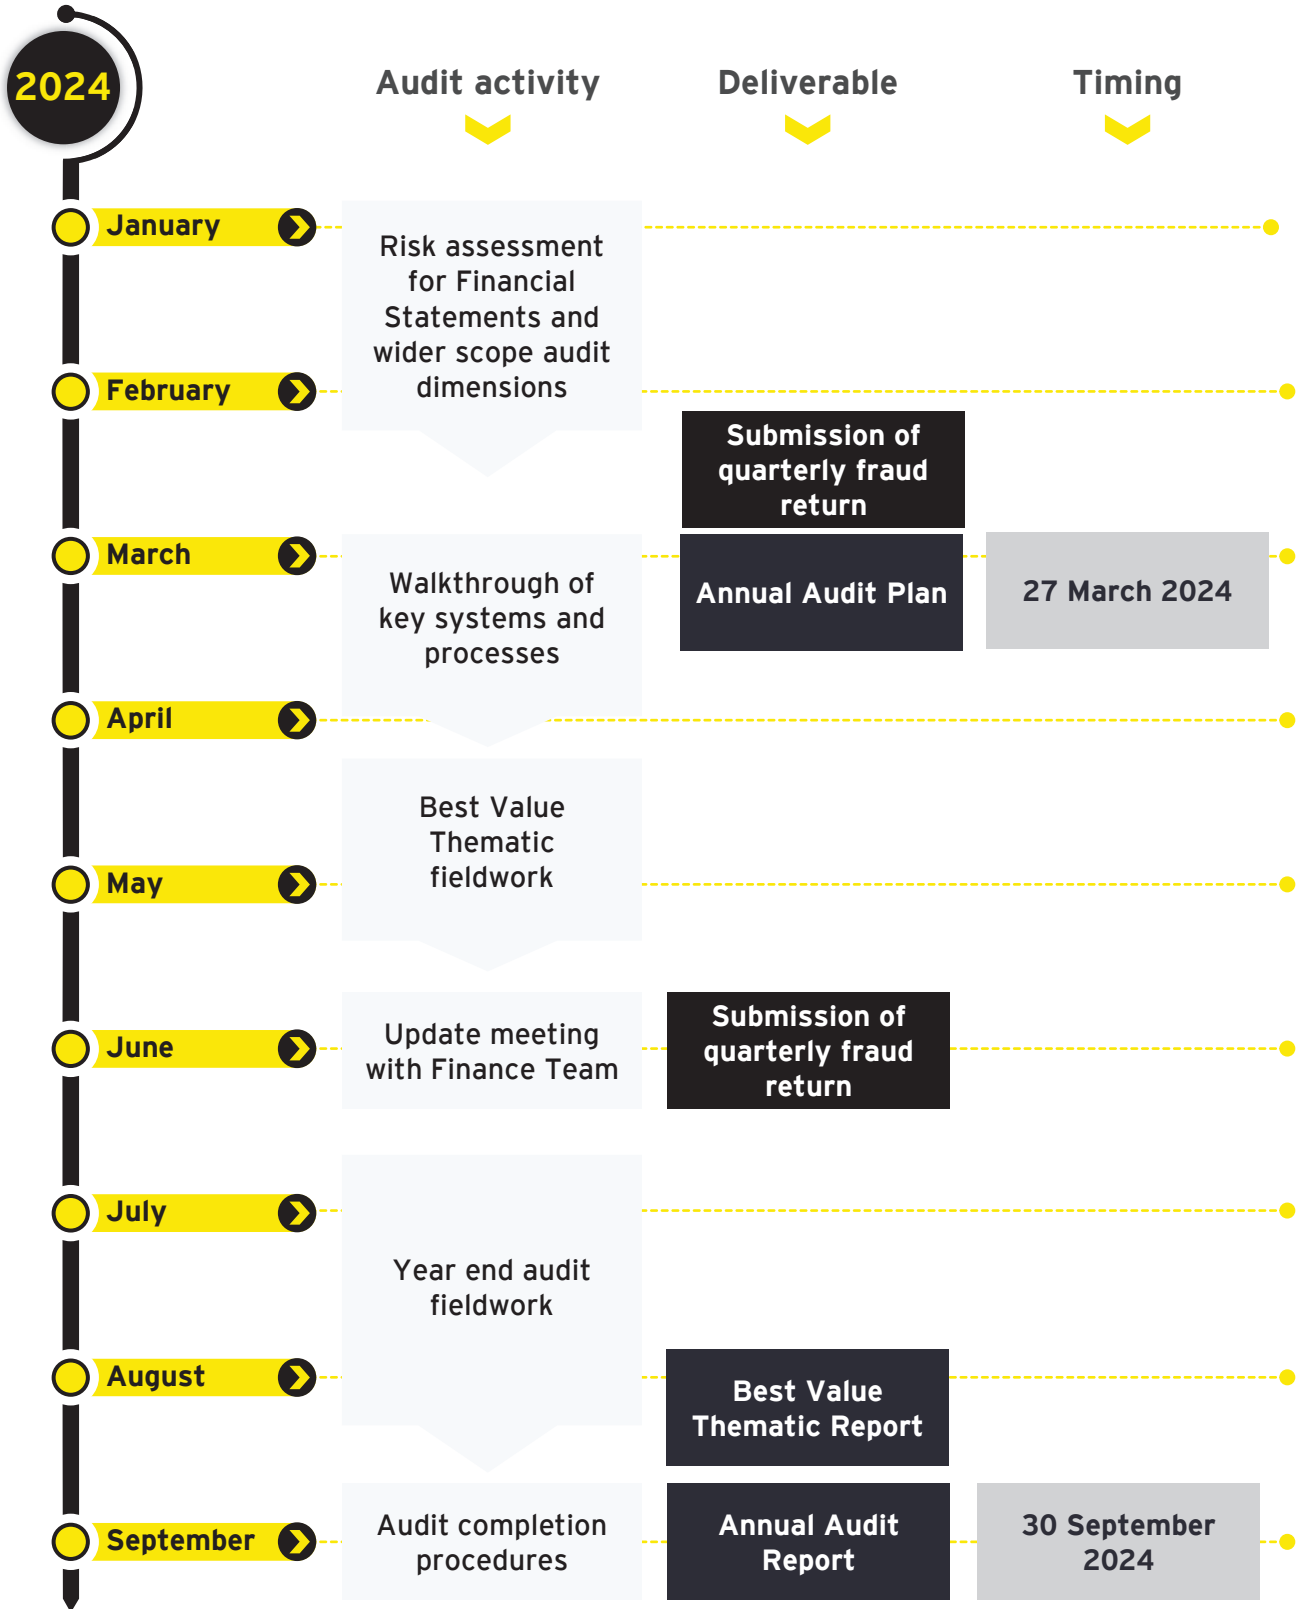 2024
Audit activity
Deliverable
Timing
January
Risk assessment
for Financial
Statements and
wider scope audit
dimensions
February
Submission of
quarterly fraud
return
March
Walkthrough of
key systems and
processes
Annual Audit Plan
27 March 2024
April
Best Value
Thematic
fieldwork
May
June
Update meeting
with Finance Team
Submission of
quarterly fraud
return
July
Year end audit
fieldwork
August
Best Value
Thematic Report
September
Audit completion
procedures
Annual Audit
Report
30 September
2024